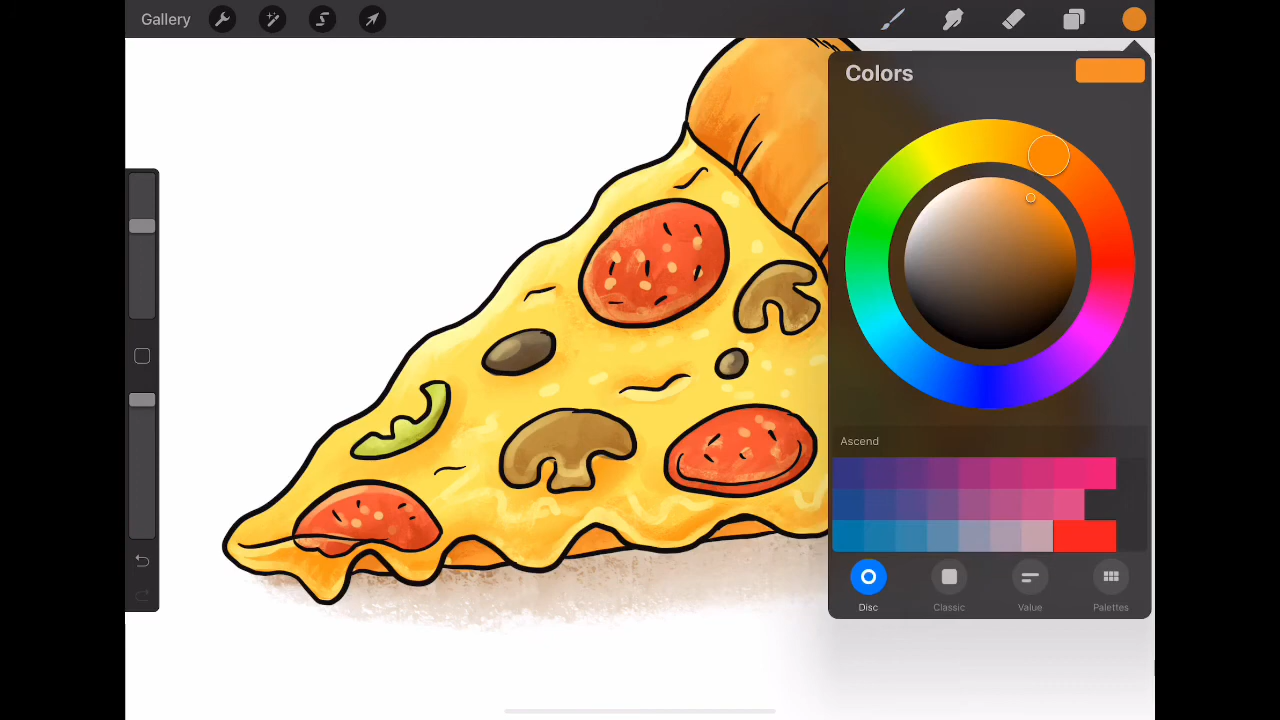 Gallery
Colors
Ascend
Disc
Classic
Value
Palettes